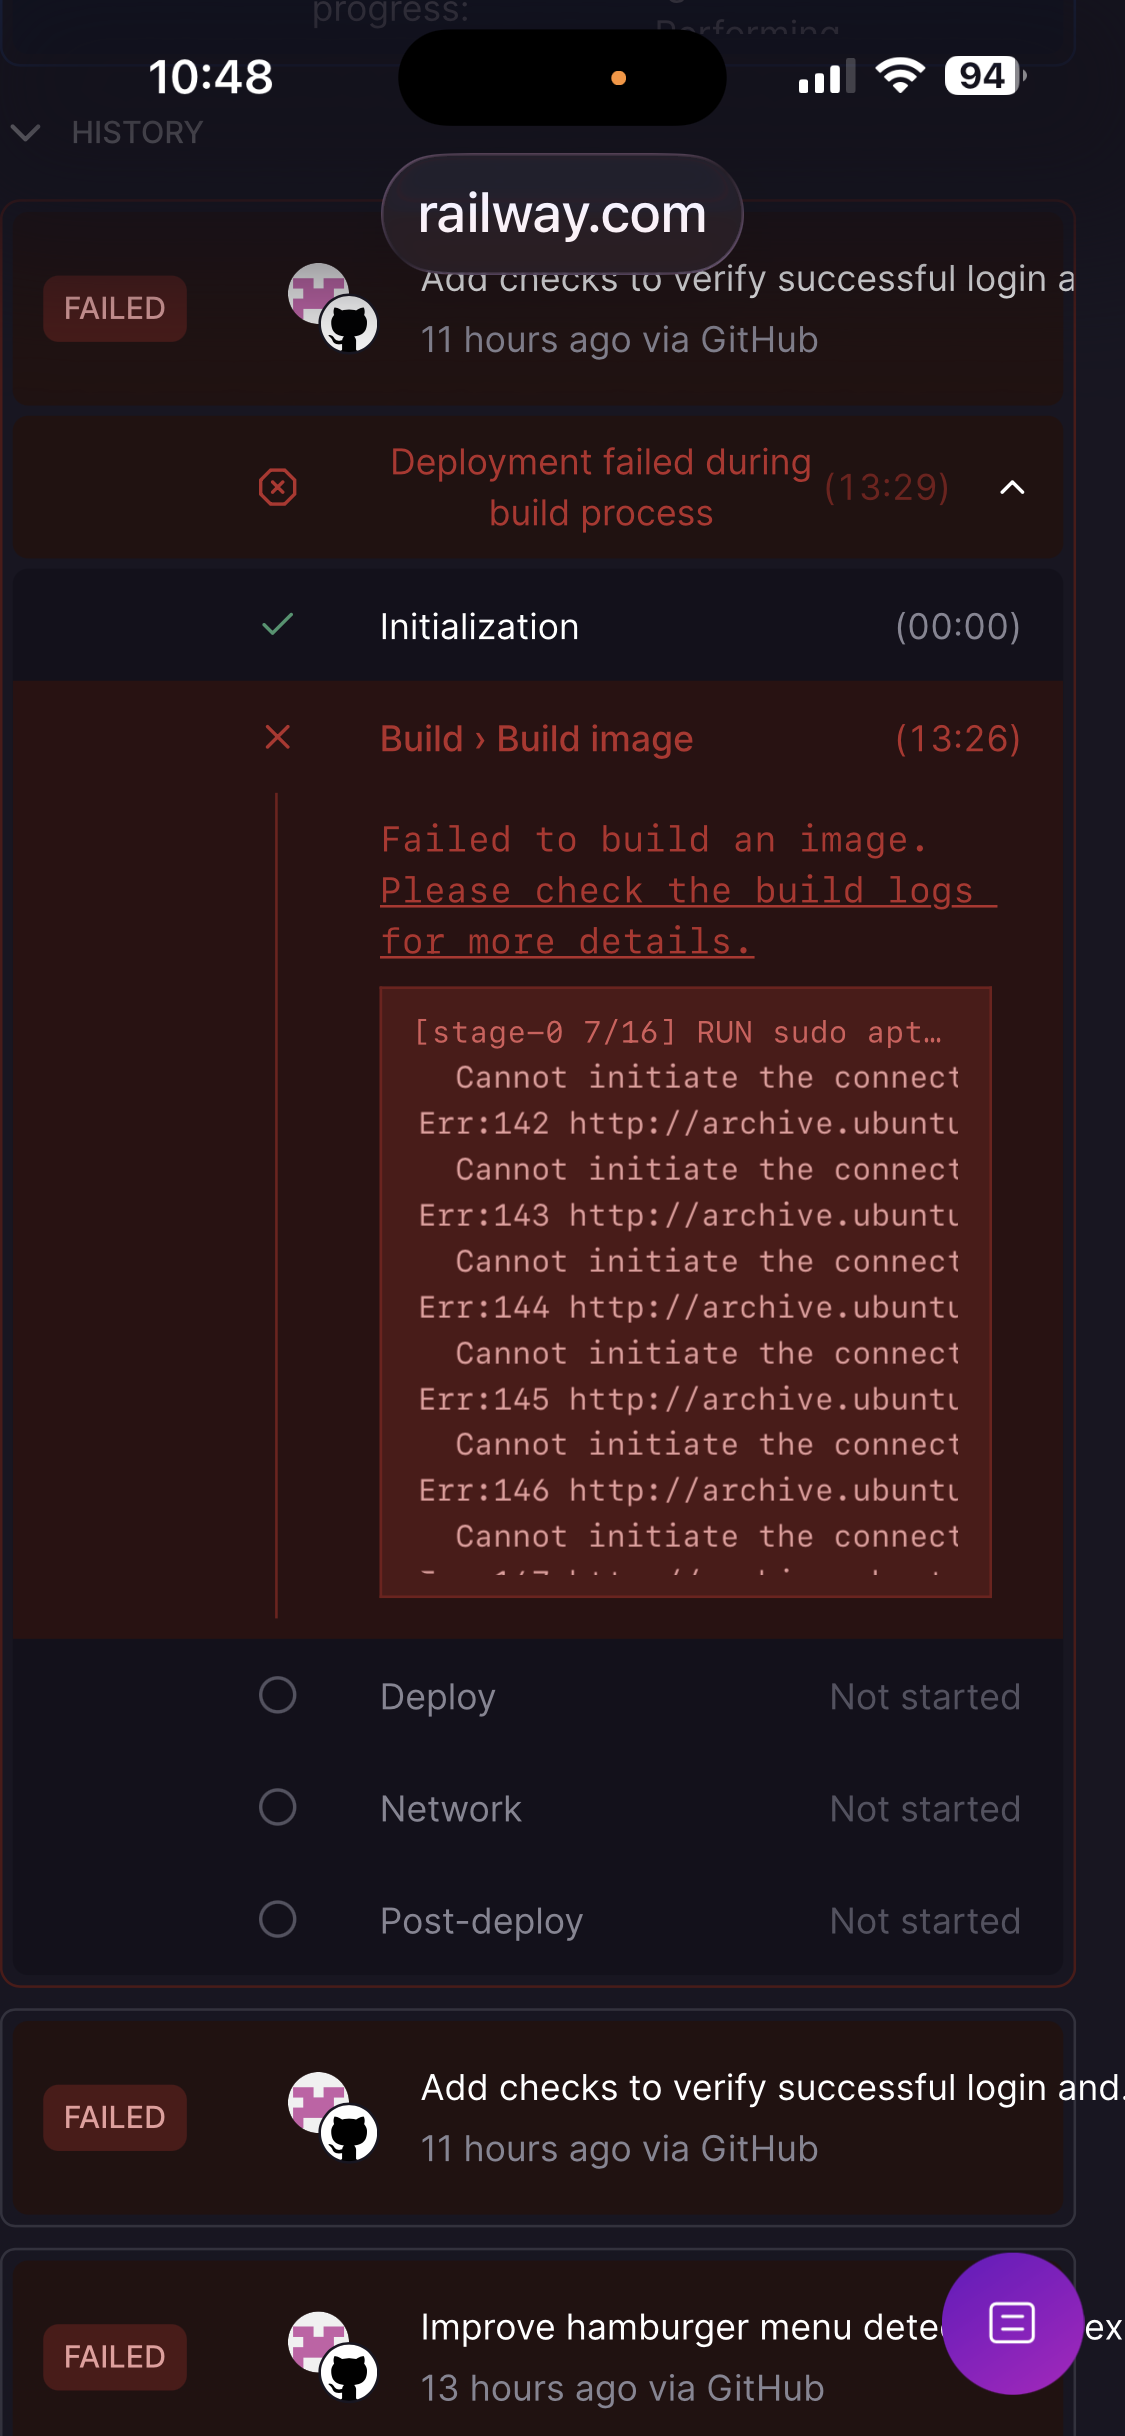 progress:
Performing
10:48
94
HISTORY
railway.com
FAILED
Add checks to verify successful login a
11 hours ago via GitHub
Deployment failed during
build process
(13:29)
Initialization
(00:00)
Build › Build image
(13:26)
Failed to build an image.
Please check the build logs
for more details.
[stage-0 7/16] RUN sudo apt…
Cannot initiate the connect
Err:142 http://archive.ubuntu
Cannot initiate the connect
Err:143 http://archive.ubuntu
Cannot initiate the connect
Err:144 http://archive.ubuntu
Cannot initiate the connect
Err:145 http://archive.ubuntu
Cannot initiate the connect
Err:146 http://archive.ubuntu
Cannot initiate the connect
Deploy
Not started
Network
Not started
Post-deploy
Not started
FAILED
Add checks to verify successful login and.
11 hours ago via GitHub
FAILED
Improve hamburger menu dete ex
13 hours ago via GitHub